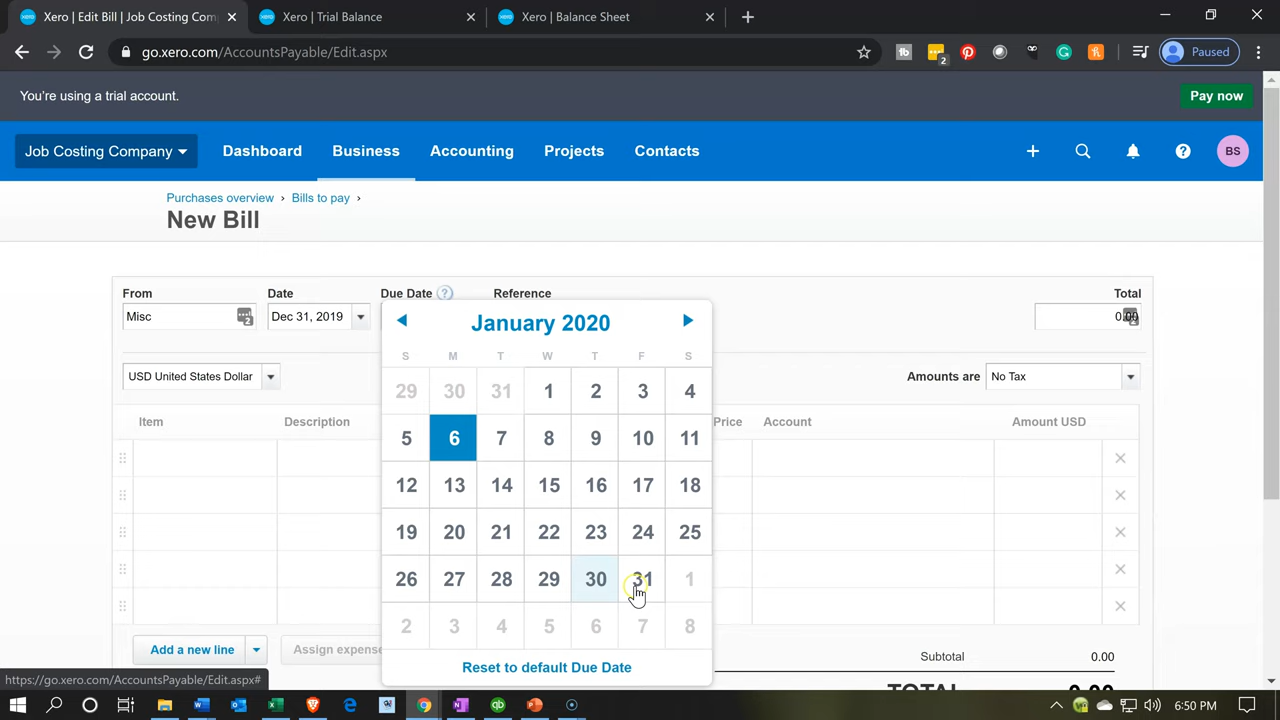 Xero | Edit Bill | Job Costing Com
Xero | Trial Balance
Xero | Balance Sheet
go.xero.com/AccountsPayable/Edit.aspx
2
Paused
You're using a trial account.
Pay now
Job Costing Company
Dashboard
Business
Accounting
Projects
Contacts
BS
Purchases overview › Bills to pay ›
New Bill
From
Date
Due Date
Reference
Total
Misc
Dec 31, 2019
0.00
January 2020
S M T W T F S
USD United States Dollar
Amounts are
No Tax
29 30 31 1 2 3 4
Item
Description
Price
Account
Amount USD
5 6 7 8 9 10 11
12 13 14 15 16 17 18
19 20 21 22 23 24 25
26 27 28 29 30 31 1
2 3 4 5 6 7 8
Add a new line
Assign expens
Subtotal
0.00
Reset to default Due Date
https://go.xero.com/AccountsPayable/Edit.aspx#
TOTAL
0.00
6:50 PM